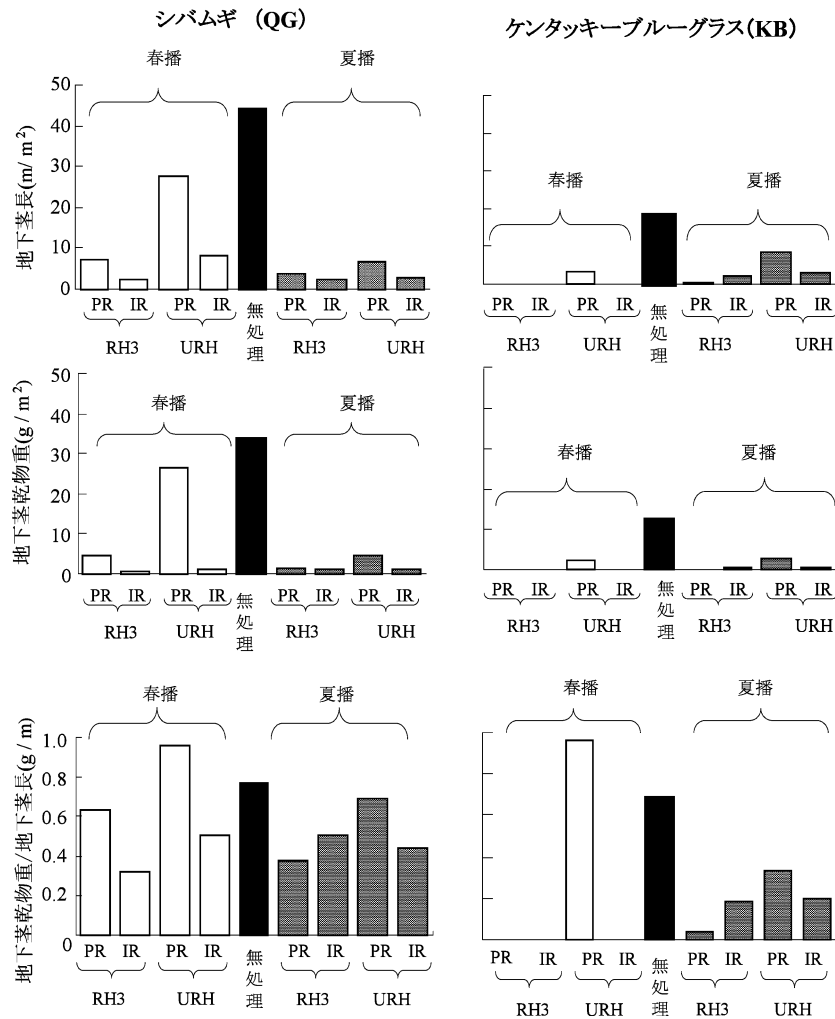 シバムギ (QG)
ケンタッキーブルーグラス(KB)
春播
夏播
地下茎長(m/m²)
50
40
30
20
10
0
PR IR PR IR 無処理 PR IR PR IR
RH3 URH RH3 URH
春播
夏播
PR IR PR IR 無処理 PR IR PR IR
RH3 URH RH3 URH
春播
夏播
地下茎乾物重(g/m²)
50
40
30
20
10
0
PR IR PR IR 無処理 PR IR PR IR
RH3 URH RH3 URH
春播
夏播
PR IR PR IR 無処理 PR IR PR IR
RH3 URH RH3 URH
春播
夏播
地下茎乾物重/地下茎長(g/m)
1.0
0.8
0.6
0.4
0.2
0
PR IR PR IR 無処理 PR IR PR IR
RH3 URH RH3 URH
春播
夏播
PR IR PR IR 無処理 PR IR PR IR
RH3 URH RH3 URH